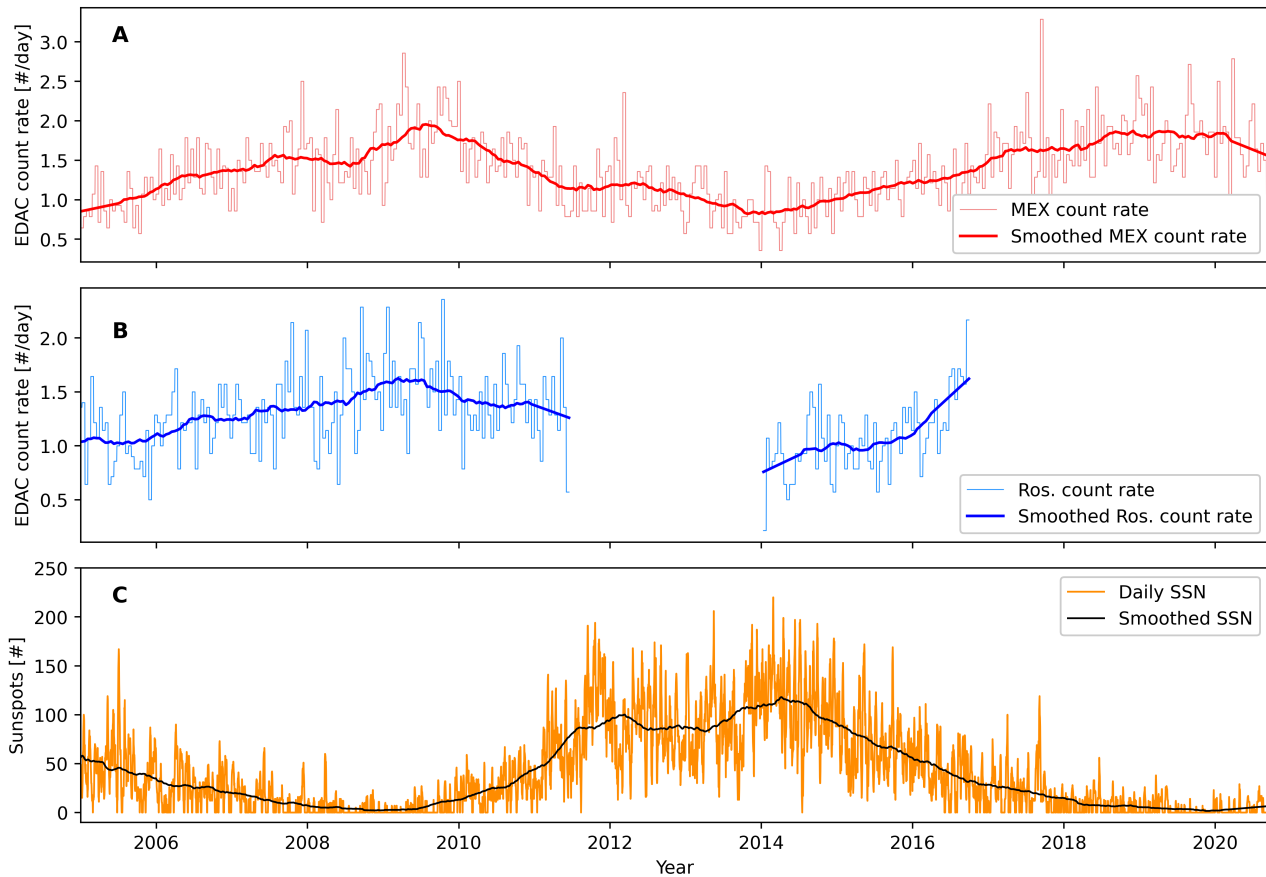 A
EDAC count rate [#/day]
3.0
2.5
2.0
1.5
1.0
0.5
MEX count rate
Smoothed MEX count rate
B
EDAC count rate [#/day]
2.0
1.5
1.0
0.5
Ros. count rate
Smoothed Ros. count rate
C
Sunspots [#]
250
200
150
100
50
0
Daily SSN
Smoothed SSN
2006 2008 2010 2012 2014 2016 2018 2020
Year